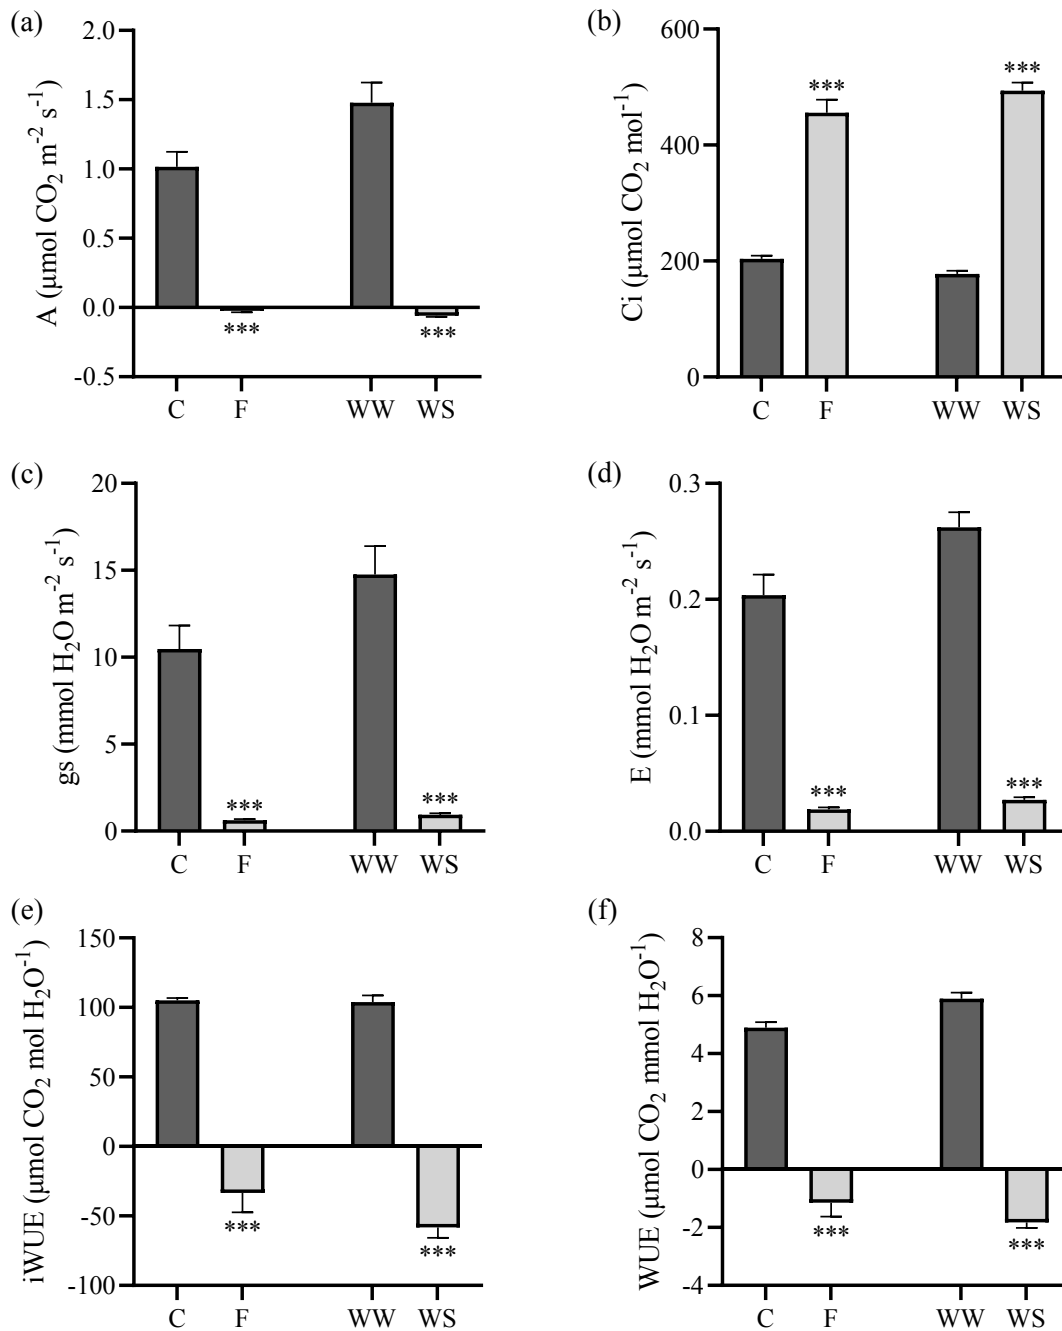 (a)
A (µmol CO₂ m⁻² s⁻¹)
2.0
1.5
1.0
0.5
0.0
-0.5
***
***
C F WW WS
(b)
Ci (µmol CO₂ mol⁻¹)
600
400
200
0
***
***
C F WW WS
(c)
gs (mmol H₂O m⁻² s⁻¹)
20
15
10
5
0
***
***
C F WW WS
(d)
E (mmol H₂O m⁻² s⁻¹)
0.3
0.2
0.1
0.0
***
***
C F WW WS
(e)
iWUE (µmol CO₂ mol H₂O⁻¹)
150
100
50
0
-50
-100
***
***
C F WW WS
(f)
WUE (µmol CO₂ mmol H₂O⁻¹)
8
6
4
2
0
-2
-4
***
***
C F WW WS